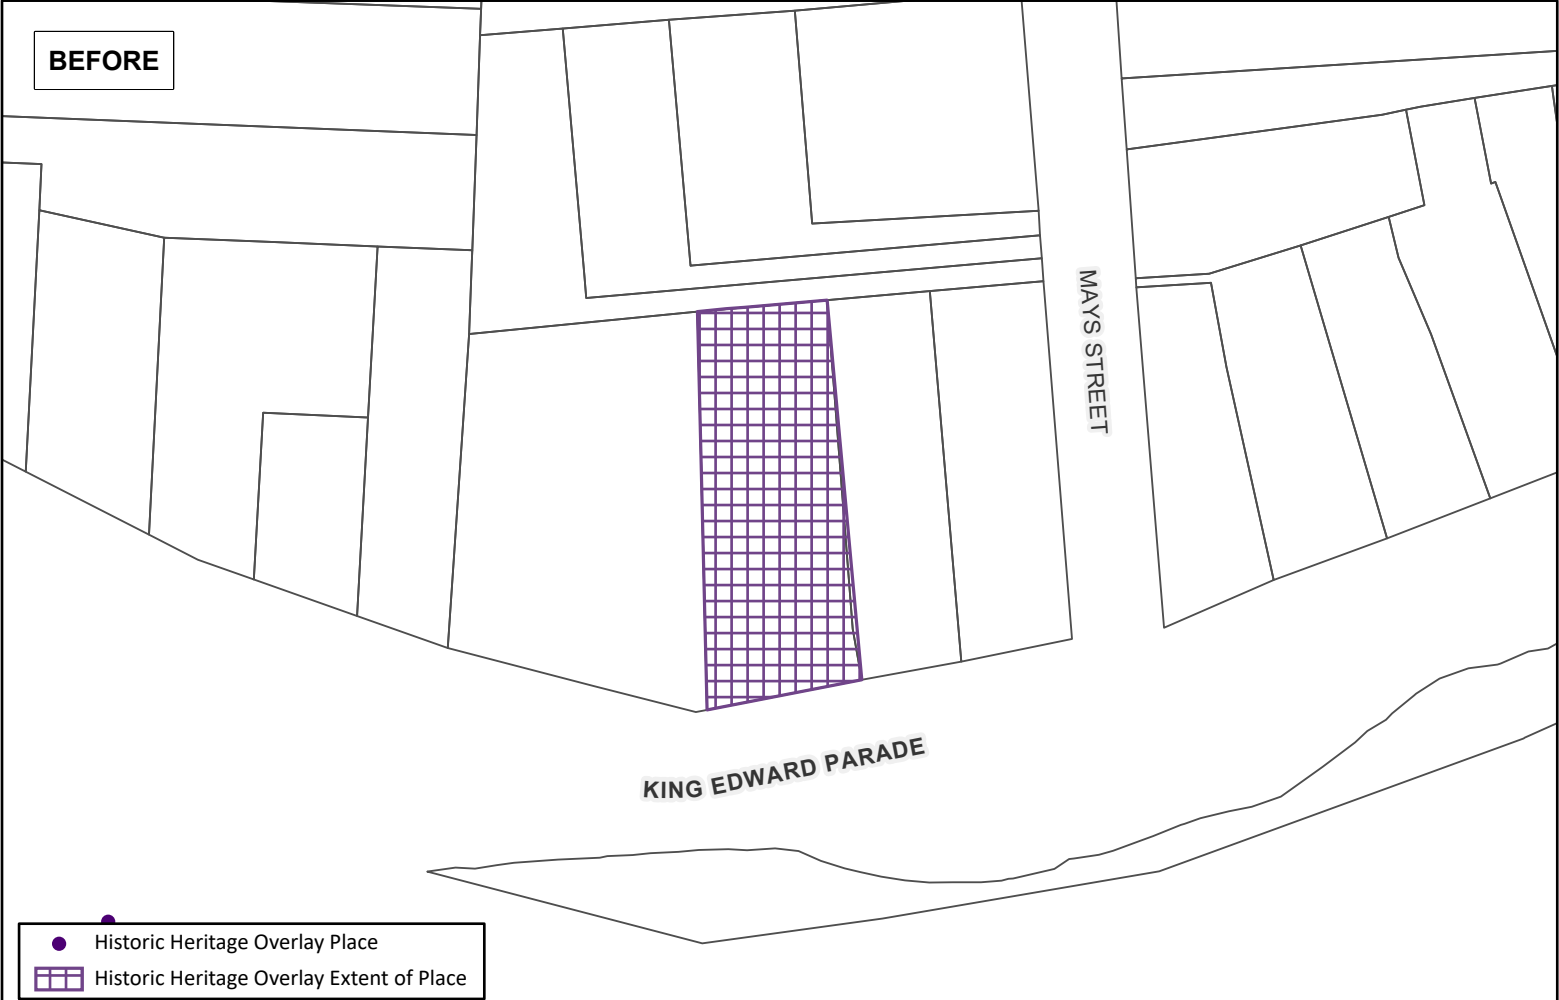 BEFORE
MAYS STREET
KING EDWARD PARADE
Historic Heritage Overlay Place
Historic Heritage Overlay Extent of Place